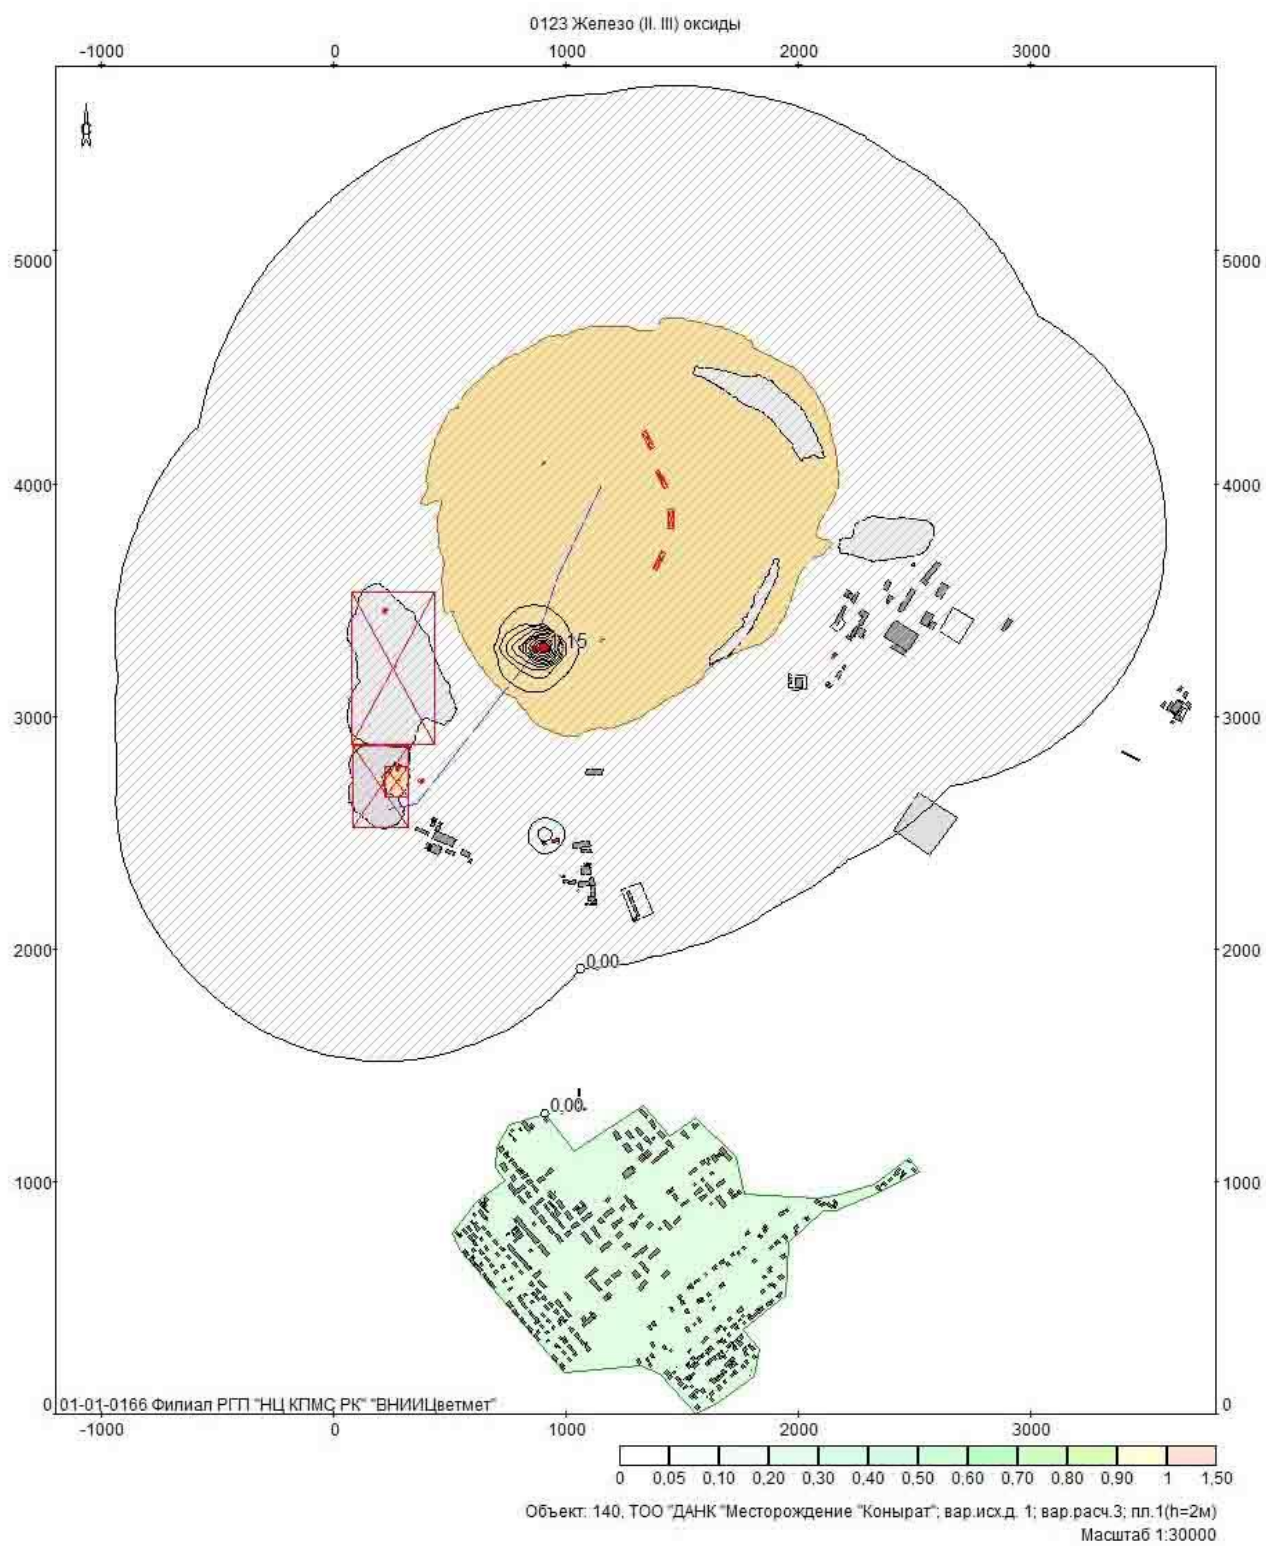 0123 Железо (II. III) оксиды
-1000 0 1000 2000 3000
С
5000 5000
4000 4000
15
3000 3000
2000 2000
0,00
0,00
1000 1000
0 01-01-0166 Филиал РГП "НЦ КПМС РК" "ВНИИЦветмет" 0
-1000 0 1000 2000 3000
0 0,05 0,10 0,20 0,30 0,40 0,50 0,60 0,70 0,80 0,90 1 1,50
Объект: 140, ТОО "ДАНК "Месторождение "Конырат"; вар.исх.д. 1; вар.расч.3; пл.1(h=2м)
Масштаб 1:30000